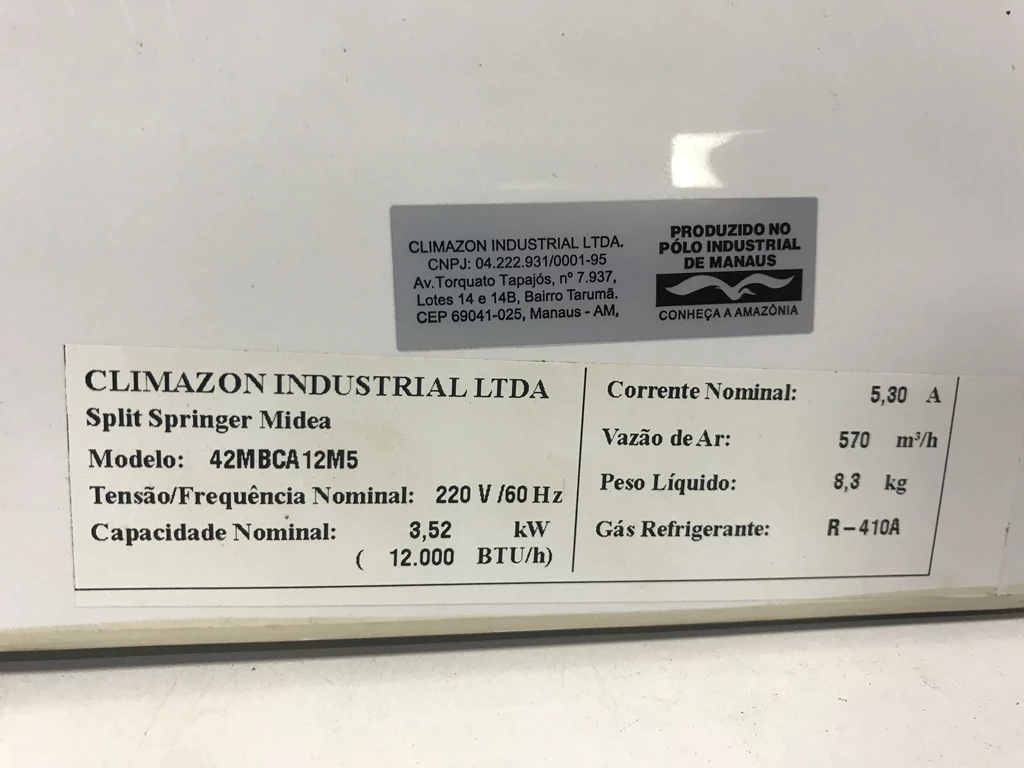 CLIMAZON INDUSTRIAL LTDA.
CNPJ: 04.222.931/0001-95
Av.Torquato Tapajós, nº 7.937,
Lotes 14 e 14B, Bairro Tarumã.
CEP 69041-025, Manaus - AM,
PRODUZIDO NO
PÓLO INDUSTRIAL
DE MANAUS
CONHEÇA A AMAZÔNIA
CLIMAZON INDUSTRIAL LTDA
Split Springer Midea
Modelo: 42MBCA12M5
Tensão/Frequência Nominal: 220 V /60 Hz
Capacidade Nominal: 3,52 kW
( 12.000 BTU/h)
Corrente Nominal: 5,30 A
Vazão de Ar: 570 m³/h
Peso Líquido: 8,3 kg
Gás Refrigerante: R-410A